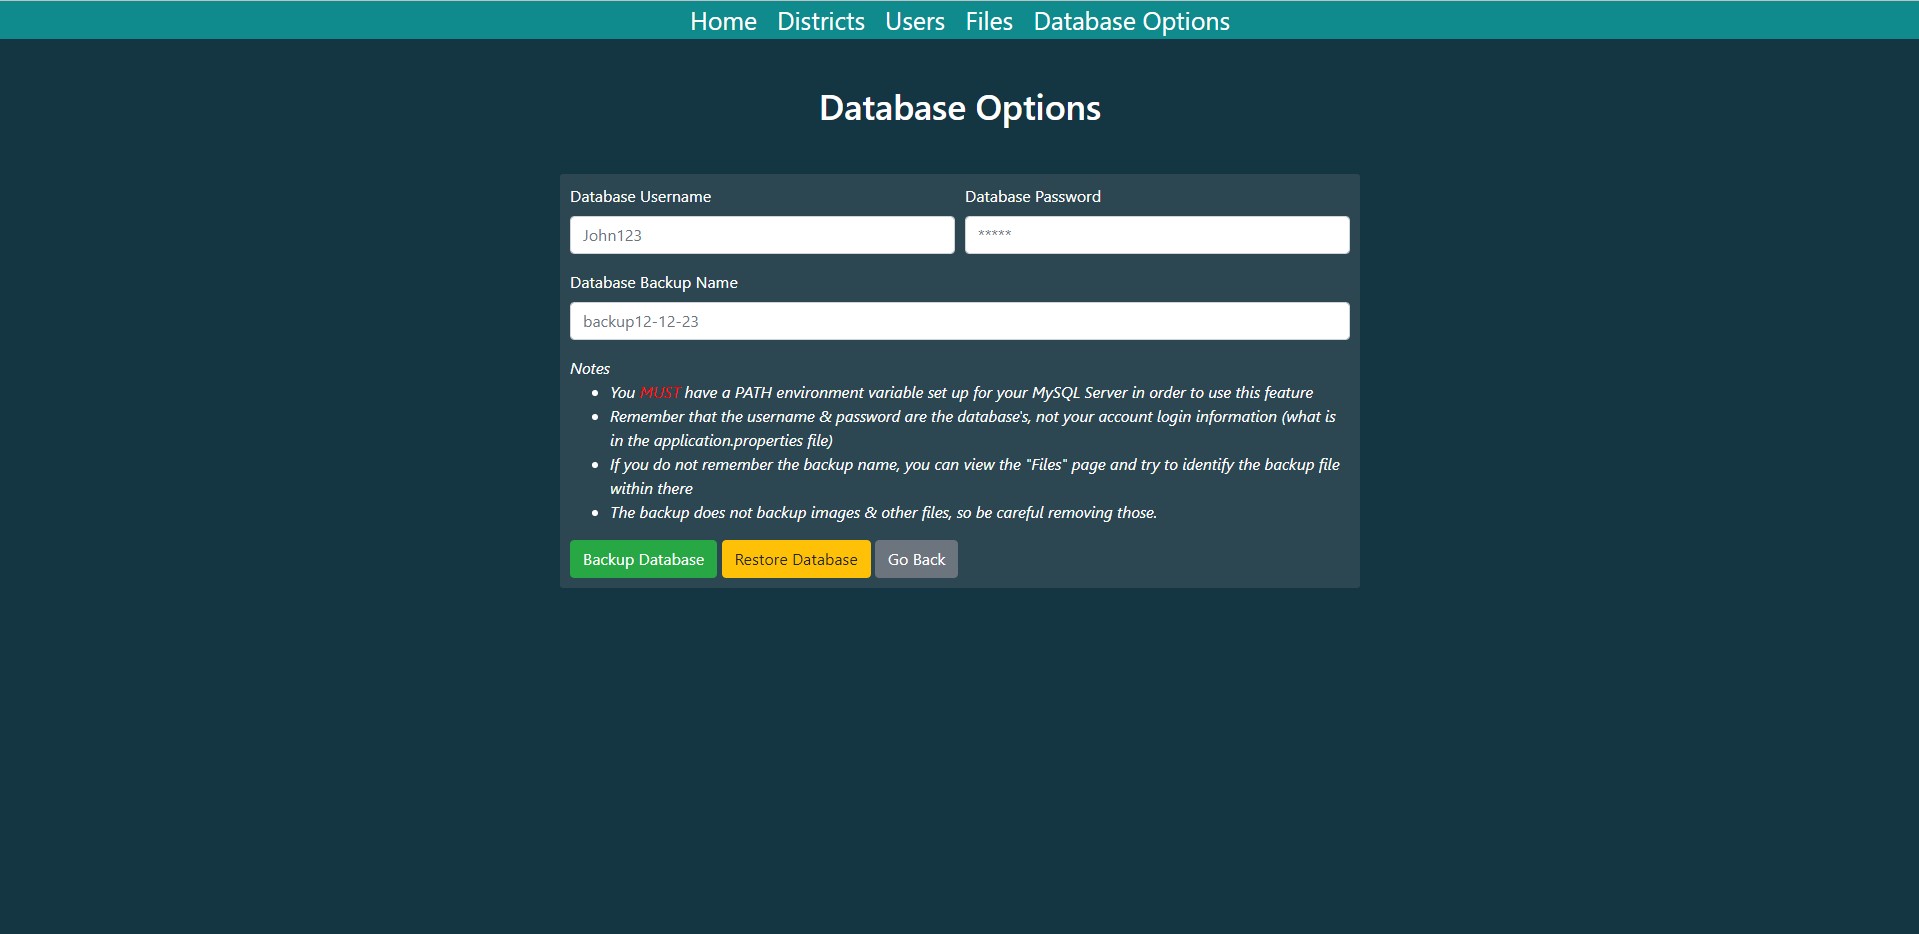 Home Districts Users Files Database Options
Database Options
Database Username Database Password
John123 *****
Database Backup Name
backup12-12-23
Notes
You MUST have a PATH environment variable set up for your MySQL Server in order to use this feature
Remember that the username & password are the database's, not your account login information (what is
in the application.properties file)
If you do not remember the backup name, you can view the "Files" page and try to identify the backup file
within there
The backup does not backup images & other files, so be careful removing those.
Backup Database Restore Database Go Back